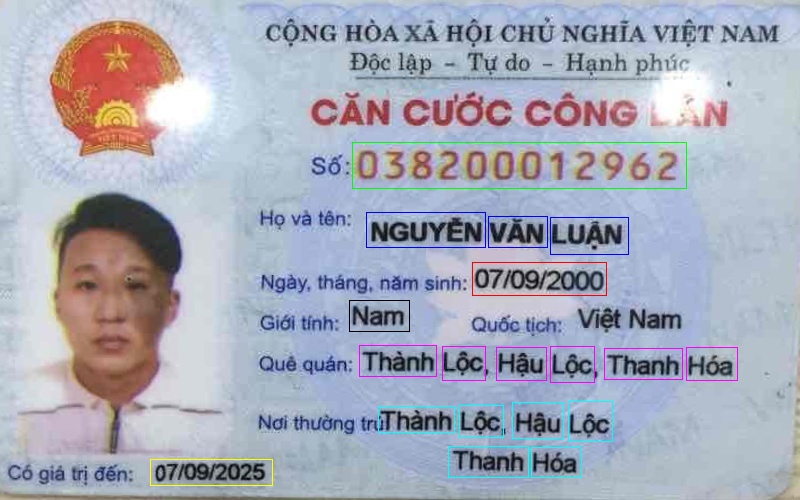 CỘNG HÒA XÃ HỘI CHỦ NGHĨA VIỆT NAM
Độc lập - Tự do - Hạnh phúc
CĂN CƯỚC CÔNG DÂN
Số: 038200012962
Họ và tên: NGUYỄN VĂN LUẬN
Ngày, tháng, năm sinh: 07/09/2000
Giới tính: Nam Quốc tịch: Việt Nam
Quê quán: Thành Lộc, Hậu Lộc, Thanh Hóa
Nơi thường trú: Thành Lộc, Hậu Lộc
Thanh Hóa
Có giá trị đến: 07/09/2025